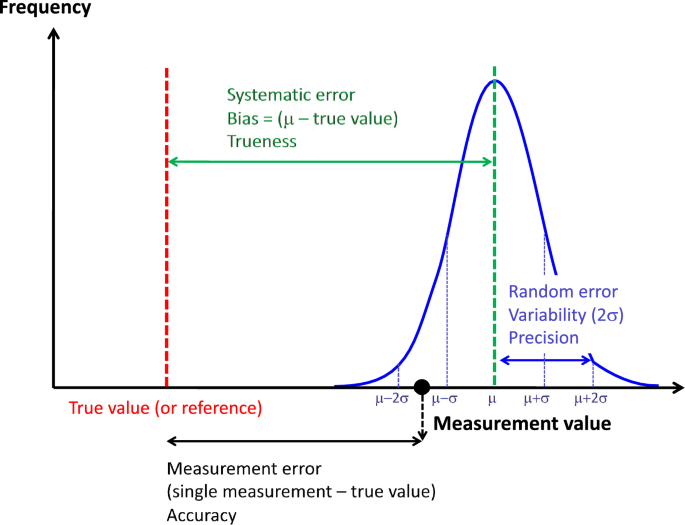 Frequency
Systematic error
Bias = (μ – true value)
Trueness
Random error
Variability (2σ)
Precision
μ–2σ
μ–σ
μ
μ+σ
μ+2σ
True value (or reference)
Measurement value
Measurement error
(single measurement – true value)
Accuracy